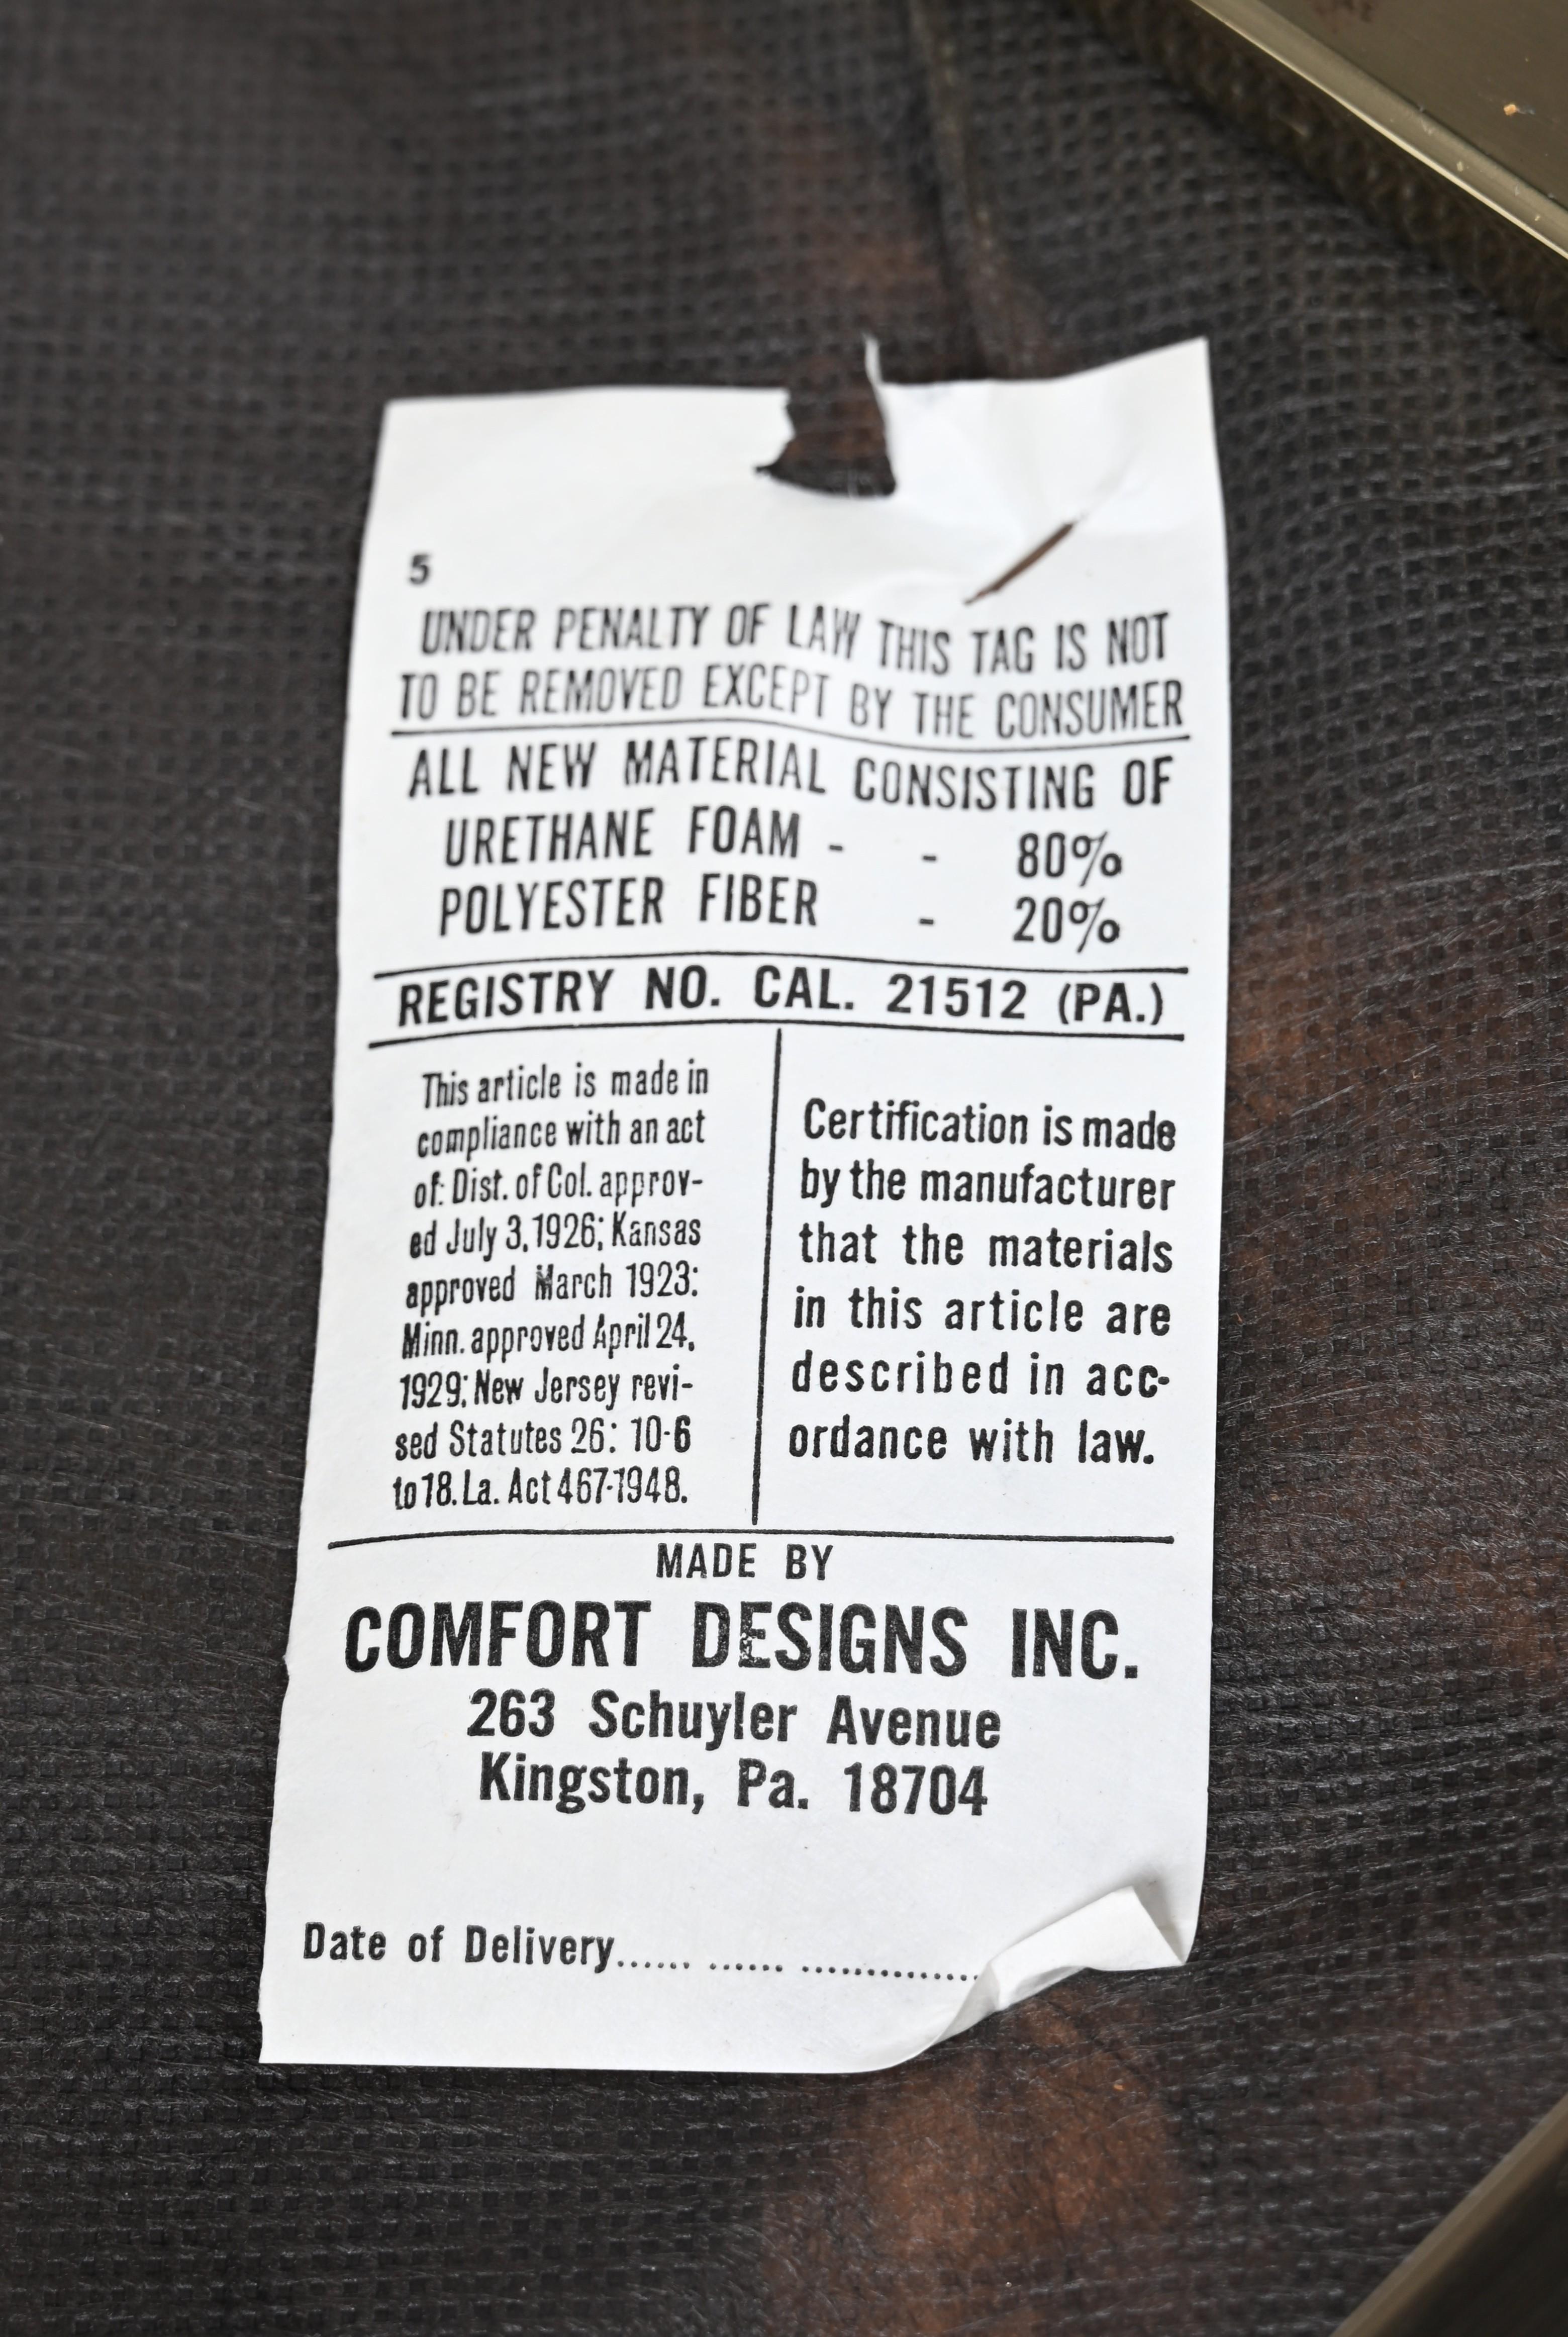 5
UNDER PENALTY OF LAW THIS TAG IS NOT
TO BE REMOVED EXCEPT BY THE CONSUMER
ALL NEW MATERIAL CONSISTING OF
URETHANE FOAM - - 80%
POLYESTER FIBER - 20%
REGISTRY NO. CAL. 21512 (PA.)
This article is made in
compliance with an act
of: Dist. of Col. approv-
ed July 3, 1926; Kansas
approved March 1923:
Minn. approved April 24,
1929; New Jersey revi-
sed Statutes 26: 10-6
to 18. La. Act 467-1948.
Certification is made
by the manufacturer
that the materials
in this article are
described in acc-
ordance with law.
MADE BY
COMFORT DESIGNS INC.
263 Schuyler Avenue
Kingston, Pa. 18704
Date of Delivery...... ...... ...............